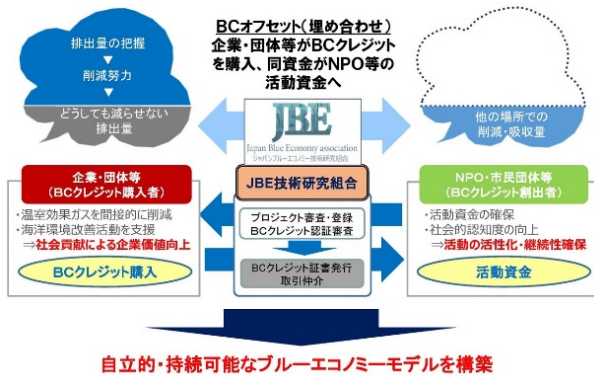 BCオフセット（埋め合わせ）
企業・団体等がBCクレジット
を購入、同資金がNPO等の
活動資金へ
排出量の把握
▼
削減努力
▼
どうしても減らせない
排出量
JBE
Japan Blue Economy association
ジャパンブルーエコノミー技術研究組合
他の場所での
削減・吸収量
企業・団体等
（BCクレジット購入者）
・温室効果ガスを間接的に削減
・海洋環境改善活動を支援
⇒社会貢献による企業価値向上
BCクレジット購入
JBE技術研究組合
プロジェクト審査・登録
BCクレジット認証審査
BCクレジット証書発行
取引仲介
NPO・市民団体等
（BCクレジット創出者）
・活動資金の確保
・社会的認知度の向上
⇒活動の活性化・継続性確保
活動資金
自立的・持続可能なブルーエコノミーモデルを構築